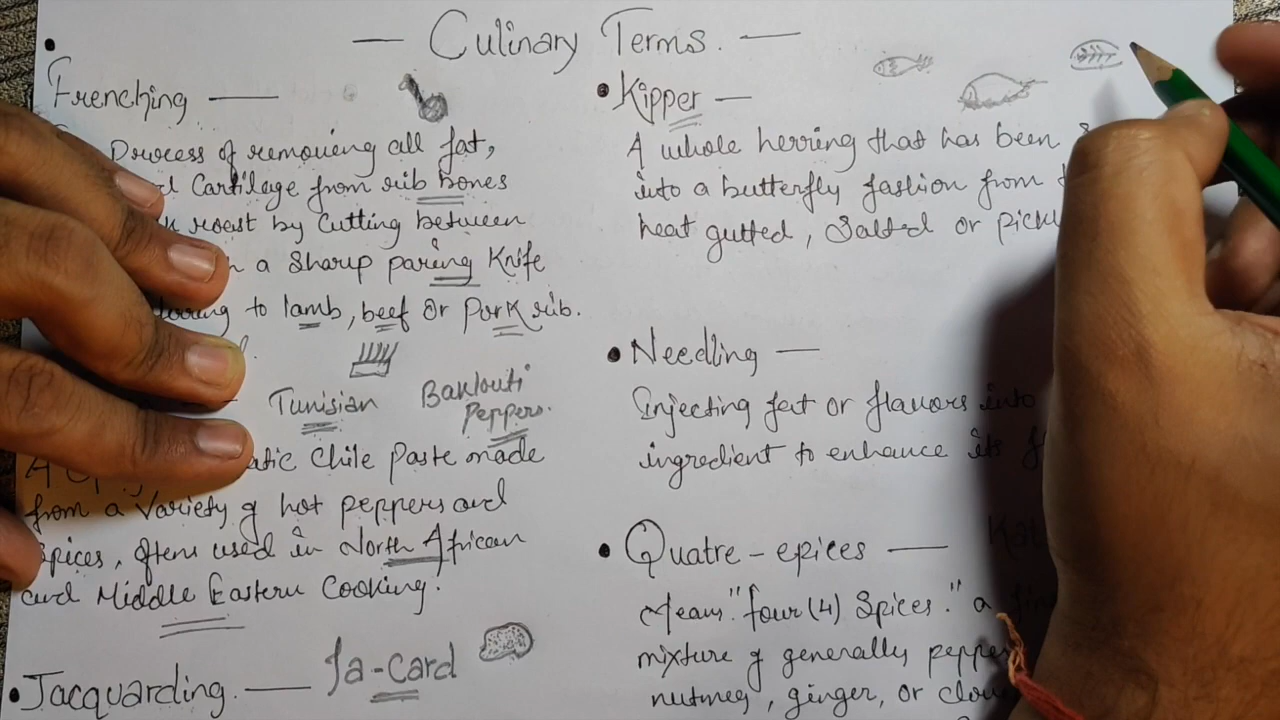 — Culinary Terms. —
• Frenching —
Process of removing all fat,
Cartilage from rib bones
roast by Cutting between
a Sharp paring Knife
to lamb, beef or Pork rib.
Tunisian Baklouti
Peppers.
Chile Paste made
from a Variety of hot peppers and
Spices, Often used in North African
and Middle Eastern Cooking.
• Jacquarding. — Ja-Card
• Kipper —
A whole herring that has been
into a butterfly fashion from
heat gutted, Salted or
• Needling —
Injecting fat or flavors into
ingredient to enhance its
• Quatre-epices —
Means "four (4) Spices." a
mixture of generally
nutmeg, ginger, or